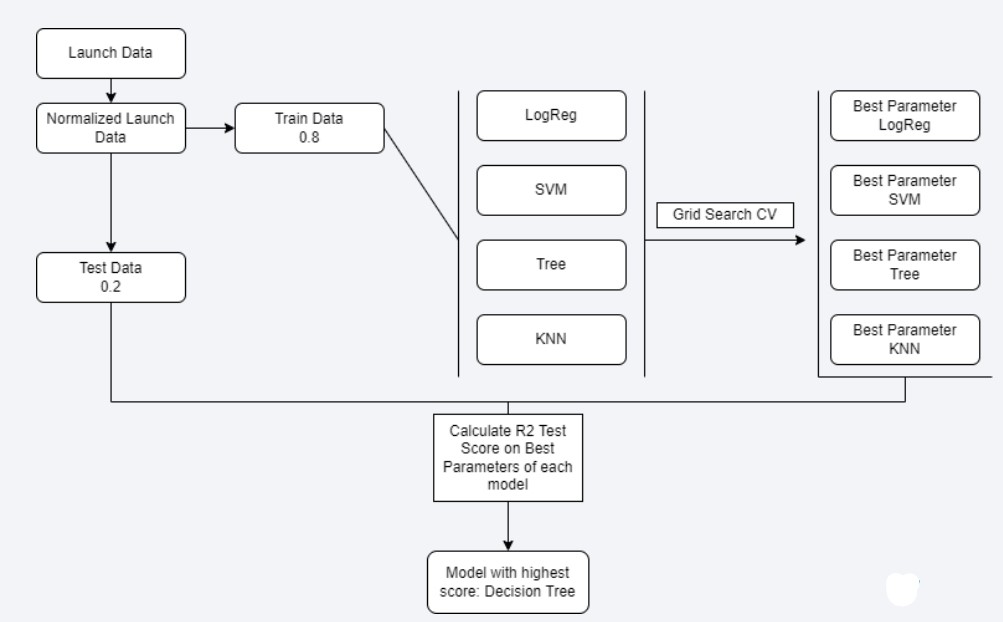 Launch Data
Normalized Launch
Data
Train Data
0.8
Test Data
0.2
LogReg
SVM
Tree
KNN
Grid Search CV
Best Parameter
LogReg
Best Parameter
SVM
Best Parameter
Tree
Best Parameter
KNN
Calculate R2 Test
Score on Best
Parameters of each
model
Model with highest
score: Decision Tree